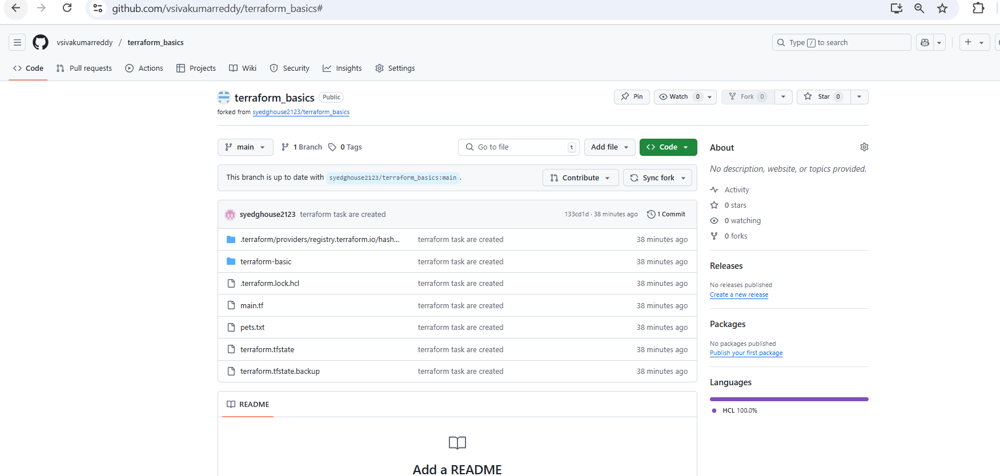 github.com/vsivakumarreddy/terraform_basics#
vsivakumarreddy / terraform_basics
Type / to search
Code Pull requests Actions Projects Wiki Security Insights Settings
terraform_basics Public
Pin Watch 0 Fork 0 Star 0
forked from syedghouse2123/terraform_basics
main 1 Branch 0 Tags Go to file t Add file Code
This branch is up to date with syedghouse2123/terraform_basics:main .
Contribute Sync fork
syedghouse2123 terraform task are created 133cd1d · 38 minutes ago 1 Commit
.terraform/providers/registry.terraform.io/hash... terraform task are created 38 minutes ago
terraform-basic terraform task are created 38 minutes ago
.terraform.lock.hcl terraform task are created 38 minutes ago
main.tf terraform task are created 38 minutes ago
pets.txt terraform task are created 38 minutes ago
terraform.tfstate terraform task are created 38 minutes ago
terraform.tfstate.backup terraform task are created 38 minutes ago
README
Add a README
About
No description, website, or topics provided.
Activity
0 stars
0 watching
0 forks
Releases
No releases published
Create a new release
Packages
No packages published
Publish your first package
Languages
HCL 100.0%